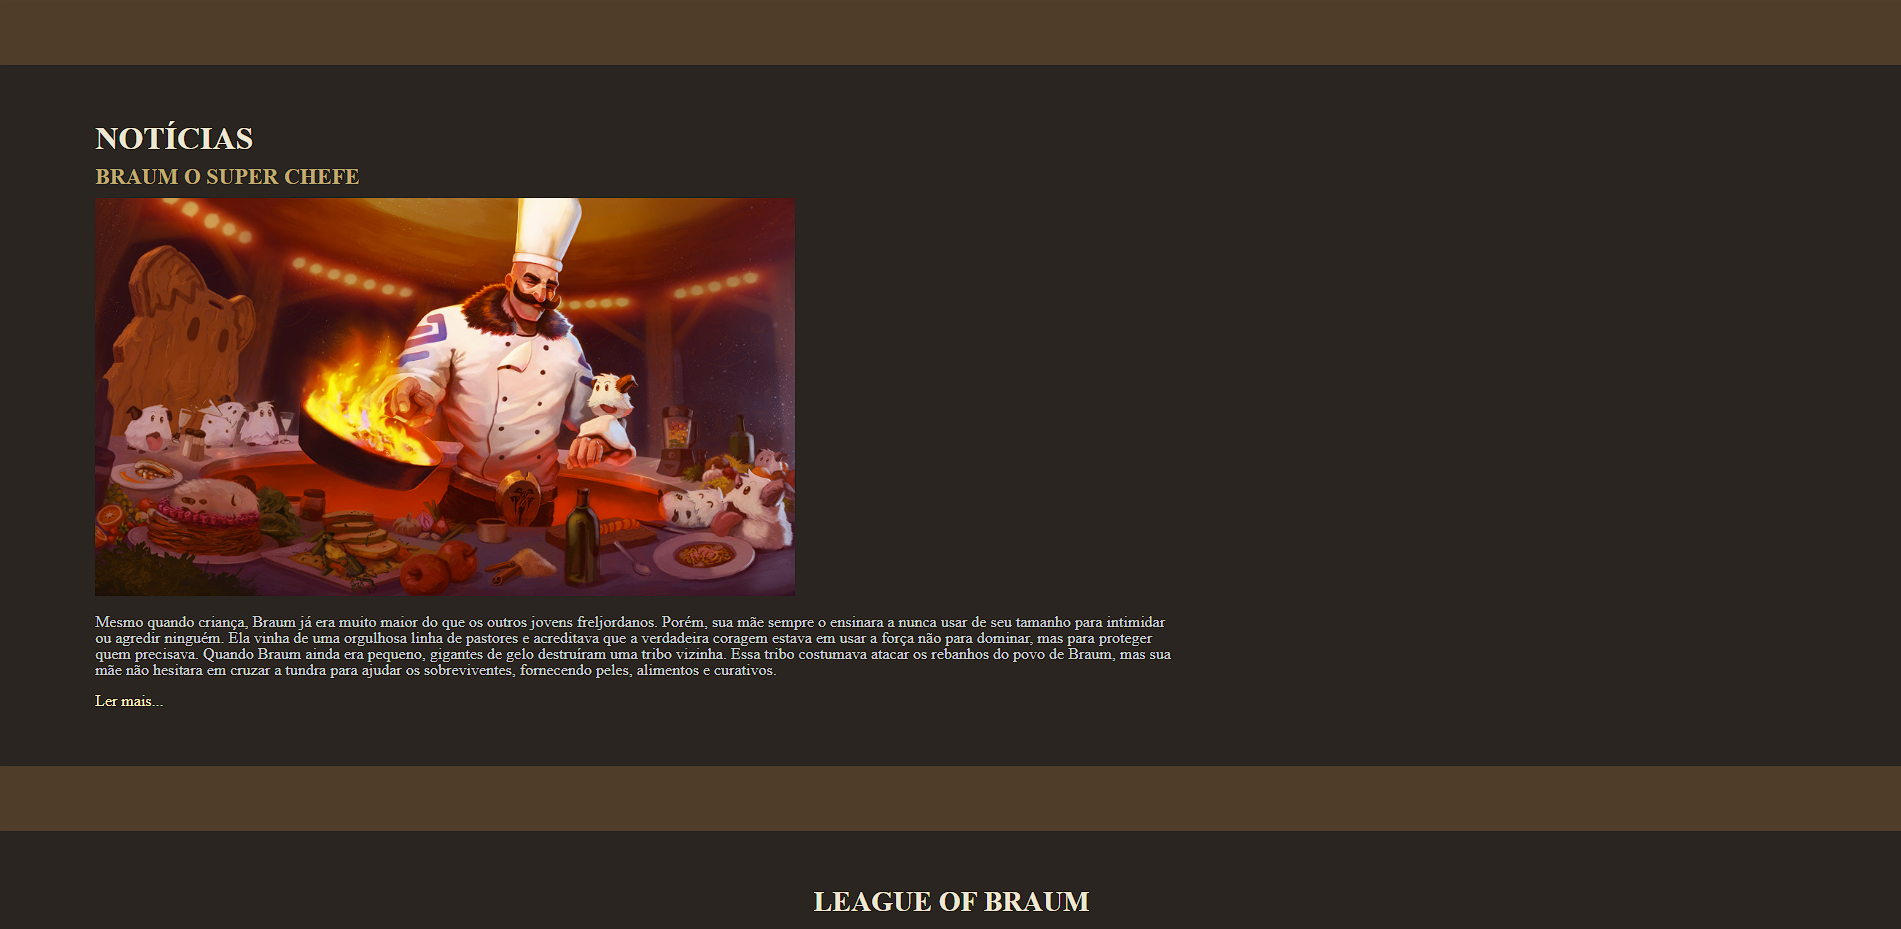 NOTÍCIAS
BRAUM O SUPER CHEFE
Mesmo quando criança, Braum já era muito maior do que os outros jovens freljordanos. Porém, sua mãe sempre o ensinara a nunca usar de seu tamanho para intimidar
ou agredir ninguém. Ela vinha de uma orgulhosa linha de pastores e acreditava que a verdadeira coragem estava em usar a força não para dominar, mas para proteger
quem precisava. Quando Braum ainda era pequeno, gigantes de gelo destruíram uma tribo vizinha. Essa tribo costumava atacar os rebanhos do povo de Braum, mas sua
mãe não hesitara em cruzar a tundra para ajudar os sobreviventes, fornecendo peles, alimentos e curativos.
Ler mais...
LEAGUE OF BRAUM